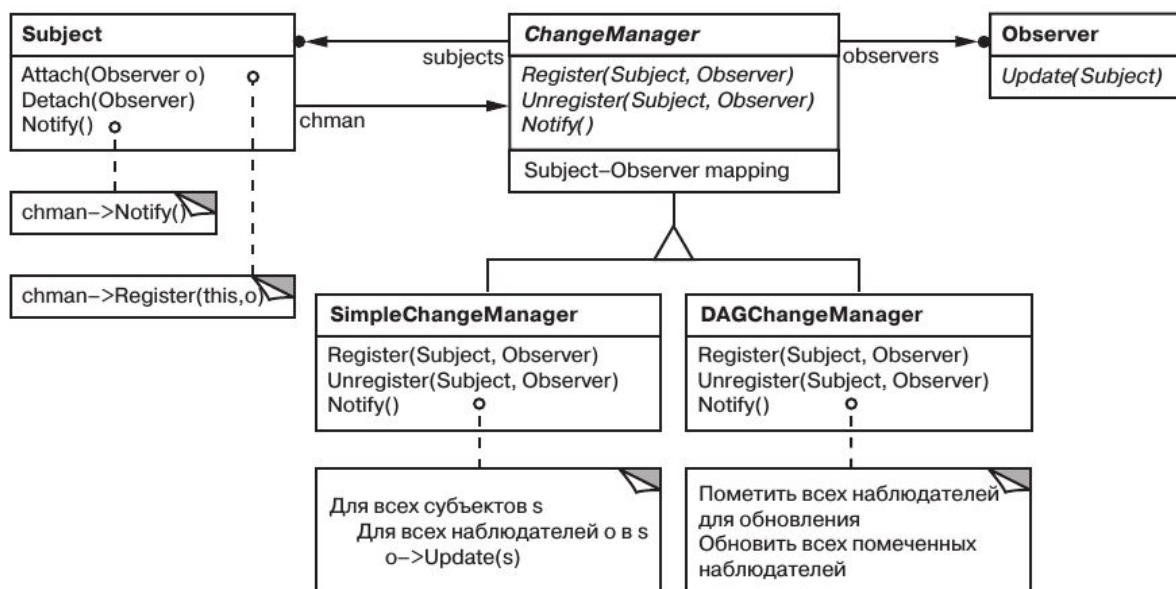 Subject
Attach(Observer o)
Detach(Observer)
Notify()
chman–>Notify()
chman–>Register(this,o)
subjects
chman
ChangeManager
Register(Subject, Observer)
Unregister(Subject, Observer)
Notify()
Subject–Observer mapping
observers
Observer
Update(Subject)
SimpleChangeManager
Register(Subject, Observer)
Unregister(Subject, Observer)
Notify()
Для всех субъектов s
Для всех наблюдателей o в s
o–>Update(s)
DAGChangeManager
Register(Subject, Observer)
Unregister(Subject, Observer)
Notify()
Пометить всех наблюдателей
для обновления
Обновить всех помеченных
наблюдателей